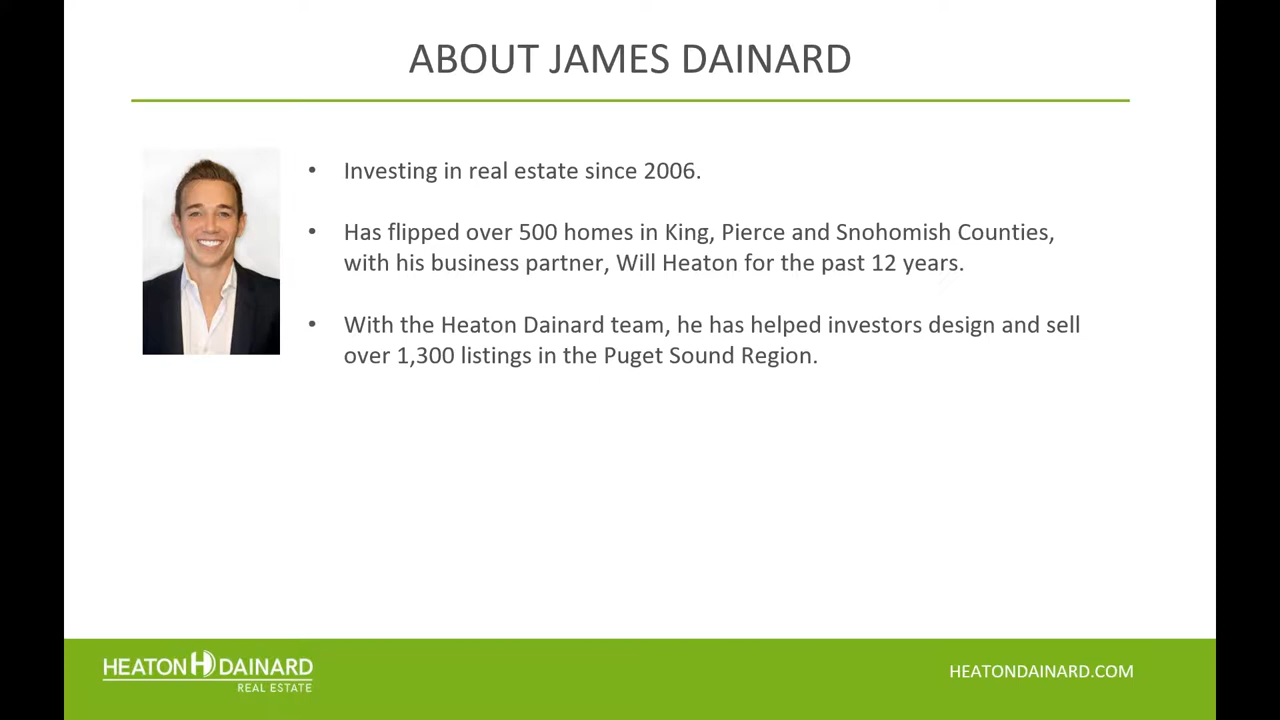 ABOUT JAMES DAINARD
• Investing in real estate since 2006.
• Has flipped over 500 homes in King, Pierce and Snohomish Counties,
with his business partner, Will Heaton for the past 12 years.
• With the Heaton Dainard team, he has helped investors design and sell
over 1,300 listings in the Puget Sound Region.
HEATON DAINARD
REAL ESTATE
HEATONDAINARD.COM